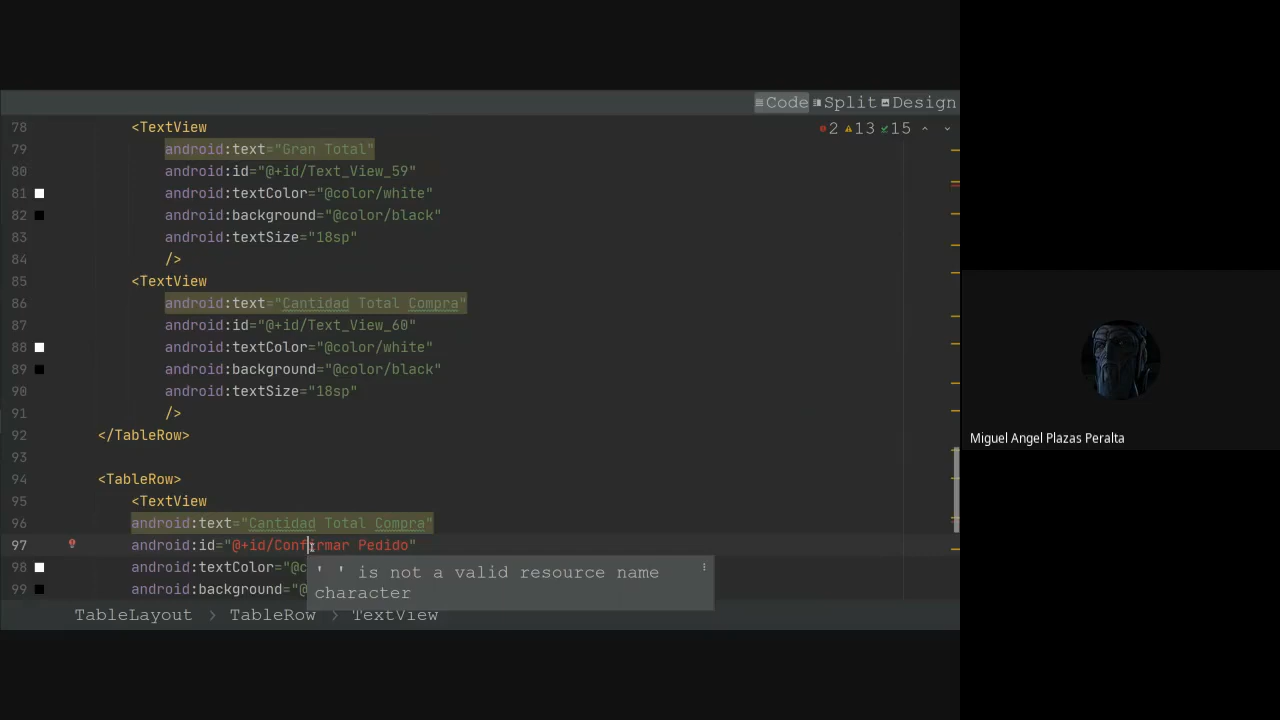 Code Split Design
78 <TextView
2 13 15
79 android:text="Gran Total"
80 android:id="@+id/Text_View_59"
81 android:textColor="@color/white"
82 android:background="@color/black"
83 android:textSize="18sp"
84 />
85 <TextView
86 android:text="Cantidad Total Compra"
87 android:id="@+id/Text_View_60"
88 android:textColor="@color/white"
89 android:background="@color/black"
90 android:textSize="18sp"
91 />
92 </TableRow>
93
94 <TableRow>
95 <TextView
96 android:text="Cantidad Total Compra"
97 android:id="@+id/Confirmar Pedido"
98 android:textColor="@c
99 android:background="@
' ' is not a valid resource name
character
TableLayout > TableRow > TextView
Miguel Angel Plazas Peralta